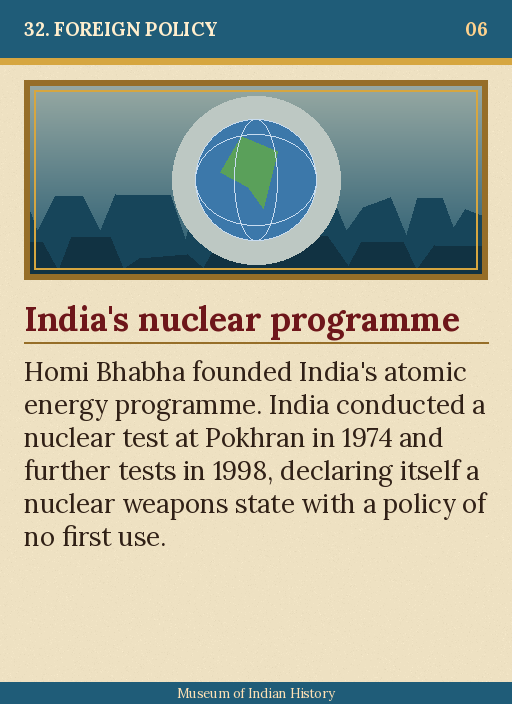 32. FOREIGN POLICY 06
India's nuclear programme
Homi Bhabha founded India's atomic
energy programme. India conducted a
nuclear test at Pokhran in 1974 and
further tests in 1998, declaring itself a
nuclear weapons state with a policy of
no first use.
Museum of Indian History